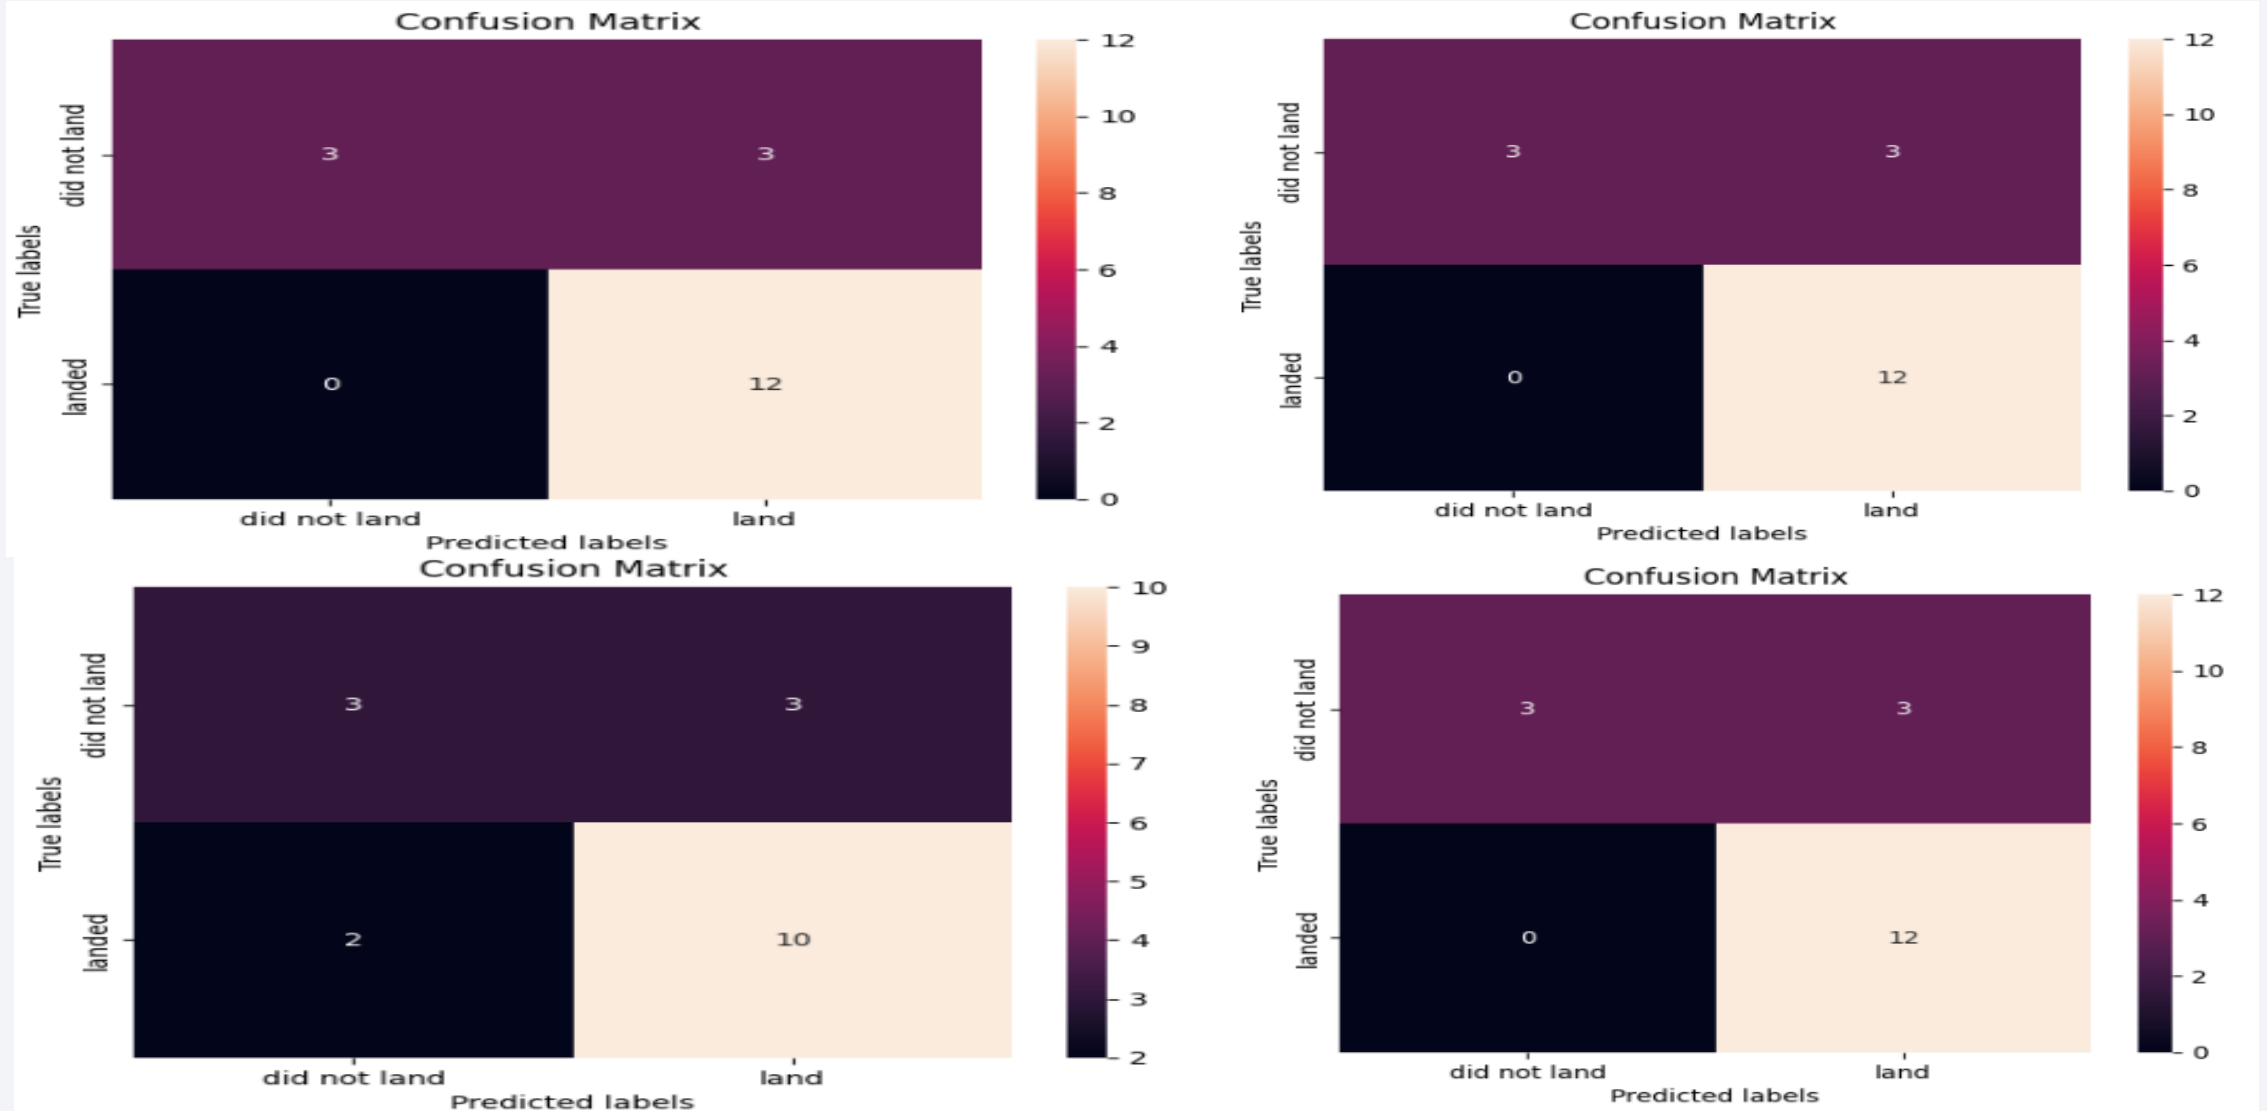 Confusion Matrix
True labels
did not land
landed
3
3
0
12
did not land
land
Predicted labels
12
10
8
6
4
2
0
Confusion Matrix
True labels
did not land
landed
3
3
0
12
did not land
land
Predicted labels
12
10
8
6
4
2
0
Confusion Matrix
True labels
did not land
landed
3
3
2
10
did not land
land
Predicted labels
10
9
8
7
6
5
4
3
2
Confusion Matrix
True labels
did not land
landed
3
3
0
12
did not land
land
Predicted labels
12
10
8
6
4
2
0